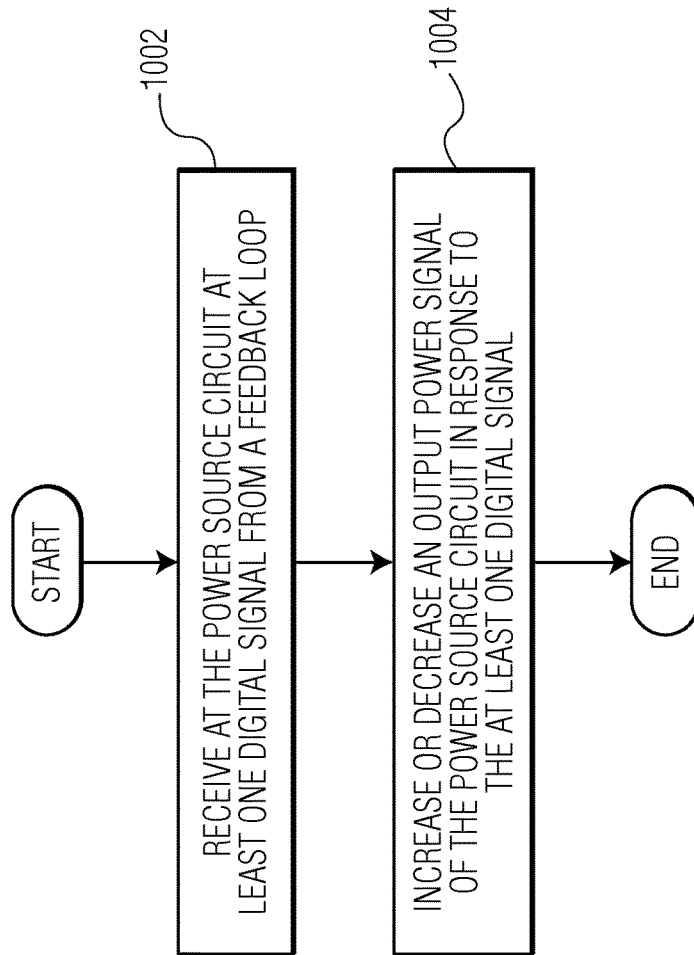 START
RECEIVE AT THE POWER SOURCE CIRCUIT AT
LEAST ONE DIGITAL SIGNAL FROM A FEEDBACK LOOP
1002
INCREASE OR DECREASE AN OUTPUT POWER SIGNAL
OF THE POWER SOURCE CIRCUIT IN RESPONSE TO
THE AT LEAST ONE DIGITAL SIGNAL
1004
END